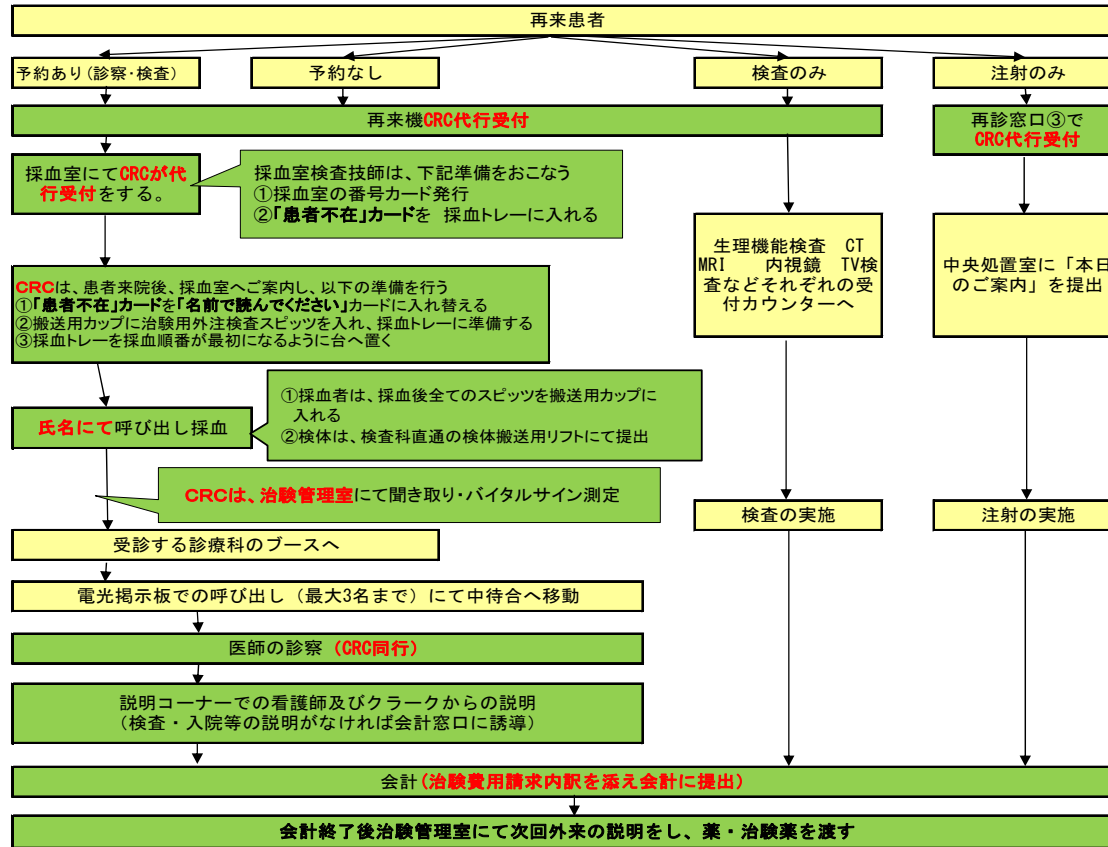 再来患者
予約あり(診察・検査)
予約なし
検査のみ
注射のみ
再来機CRC代行受付
再診窓口③で
CRC代行受付
採血室にてCRCが代
行受付をする。
採血室検査技師は、下記準備をおこなう
①採血室の番号カード発行
②「患者不在」カードを 採血トレーに入れる
生理機能検査 CT
MRI 内視鏡 TV検
査などそれぞれの受
付カウンターへ
中央処置室に「本日
のご案内」を提出
CRCは、患者来院後、採血室へご案内し、以下の準備を行う
①「患者不在」カードを「名前で読んでください」カードに入れ替える
②搬送用カップに治験用外注検査スピッツを入れ、採血トレーに準備する
③採血トレーを採血順番が最初になるように台へ置く
氏名にて呼び出し採血
①採血者は、採血後全てのスピッツを搬送用カップに
入れる
②検体は、検査科直通の検体搬送用リフトにて提出
CRCは、治験管理室にて聞き取り・バイタルサイン測定
検査の実施
注射の実施
受診する診療科のブースへ
電光掲示板での呼び出し（最大3名まで）にて中待合へ移動
医師の診察（CRC同行）
説明コーナーでの看護師及びクラークからの説明
(検査・入院等の説明がなければ会計窓口に誘導)
会計(治験費用請求内訳を添え会計に提出)
会計終了後治験管理室にて次回外来の説明をし、薬・治験薬を渡す